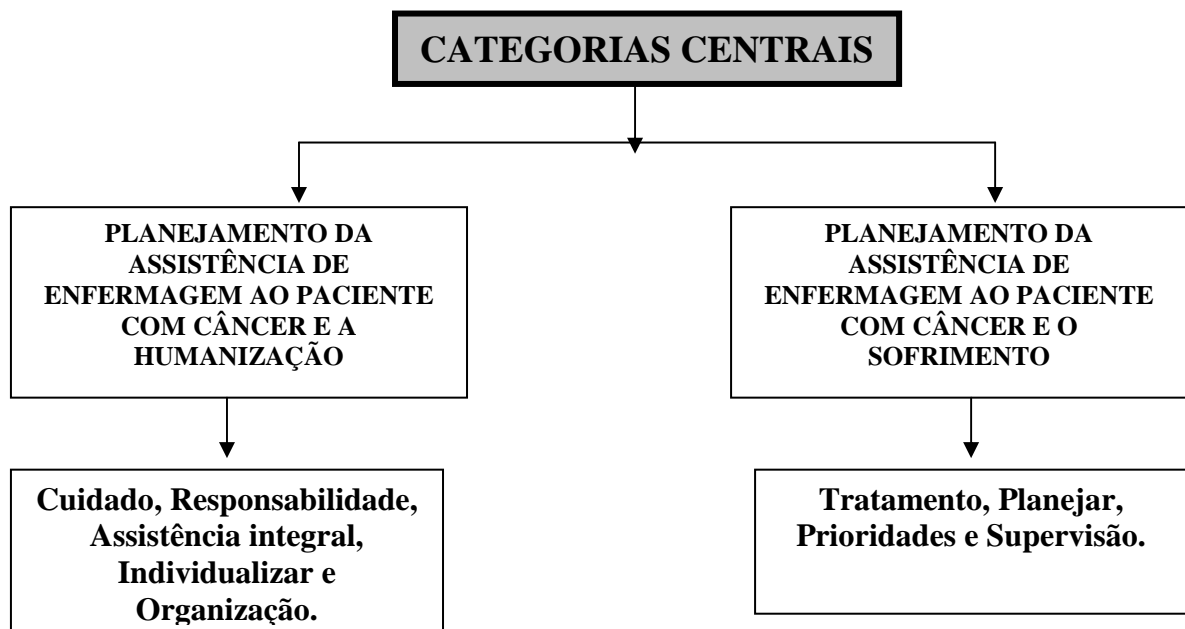 CATEGORIAS CENTRAIS
PLANEJAMENTO DA
ASSISTÊNCIA DE
ENFERMAGEM AO PACIENTE
COM CÂNCER E A
HUMANIZAÇÃO
PLANEJAMENTO DA
ASSISTÊNCIA DE
ENFERMAGEM AO PACIENTE
COM CÂNCER E O
SOFRIMENTO
Cuidado, Responsabilidade,
Assistência integral,
Individualizar e
Organização.
Tratamento, Planejar,
Prioridades e Supervisão.